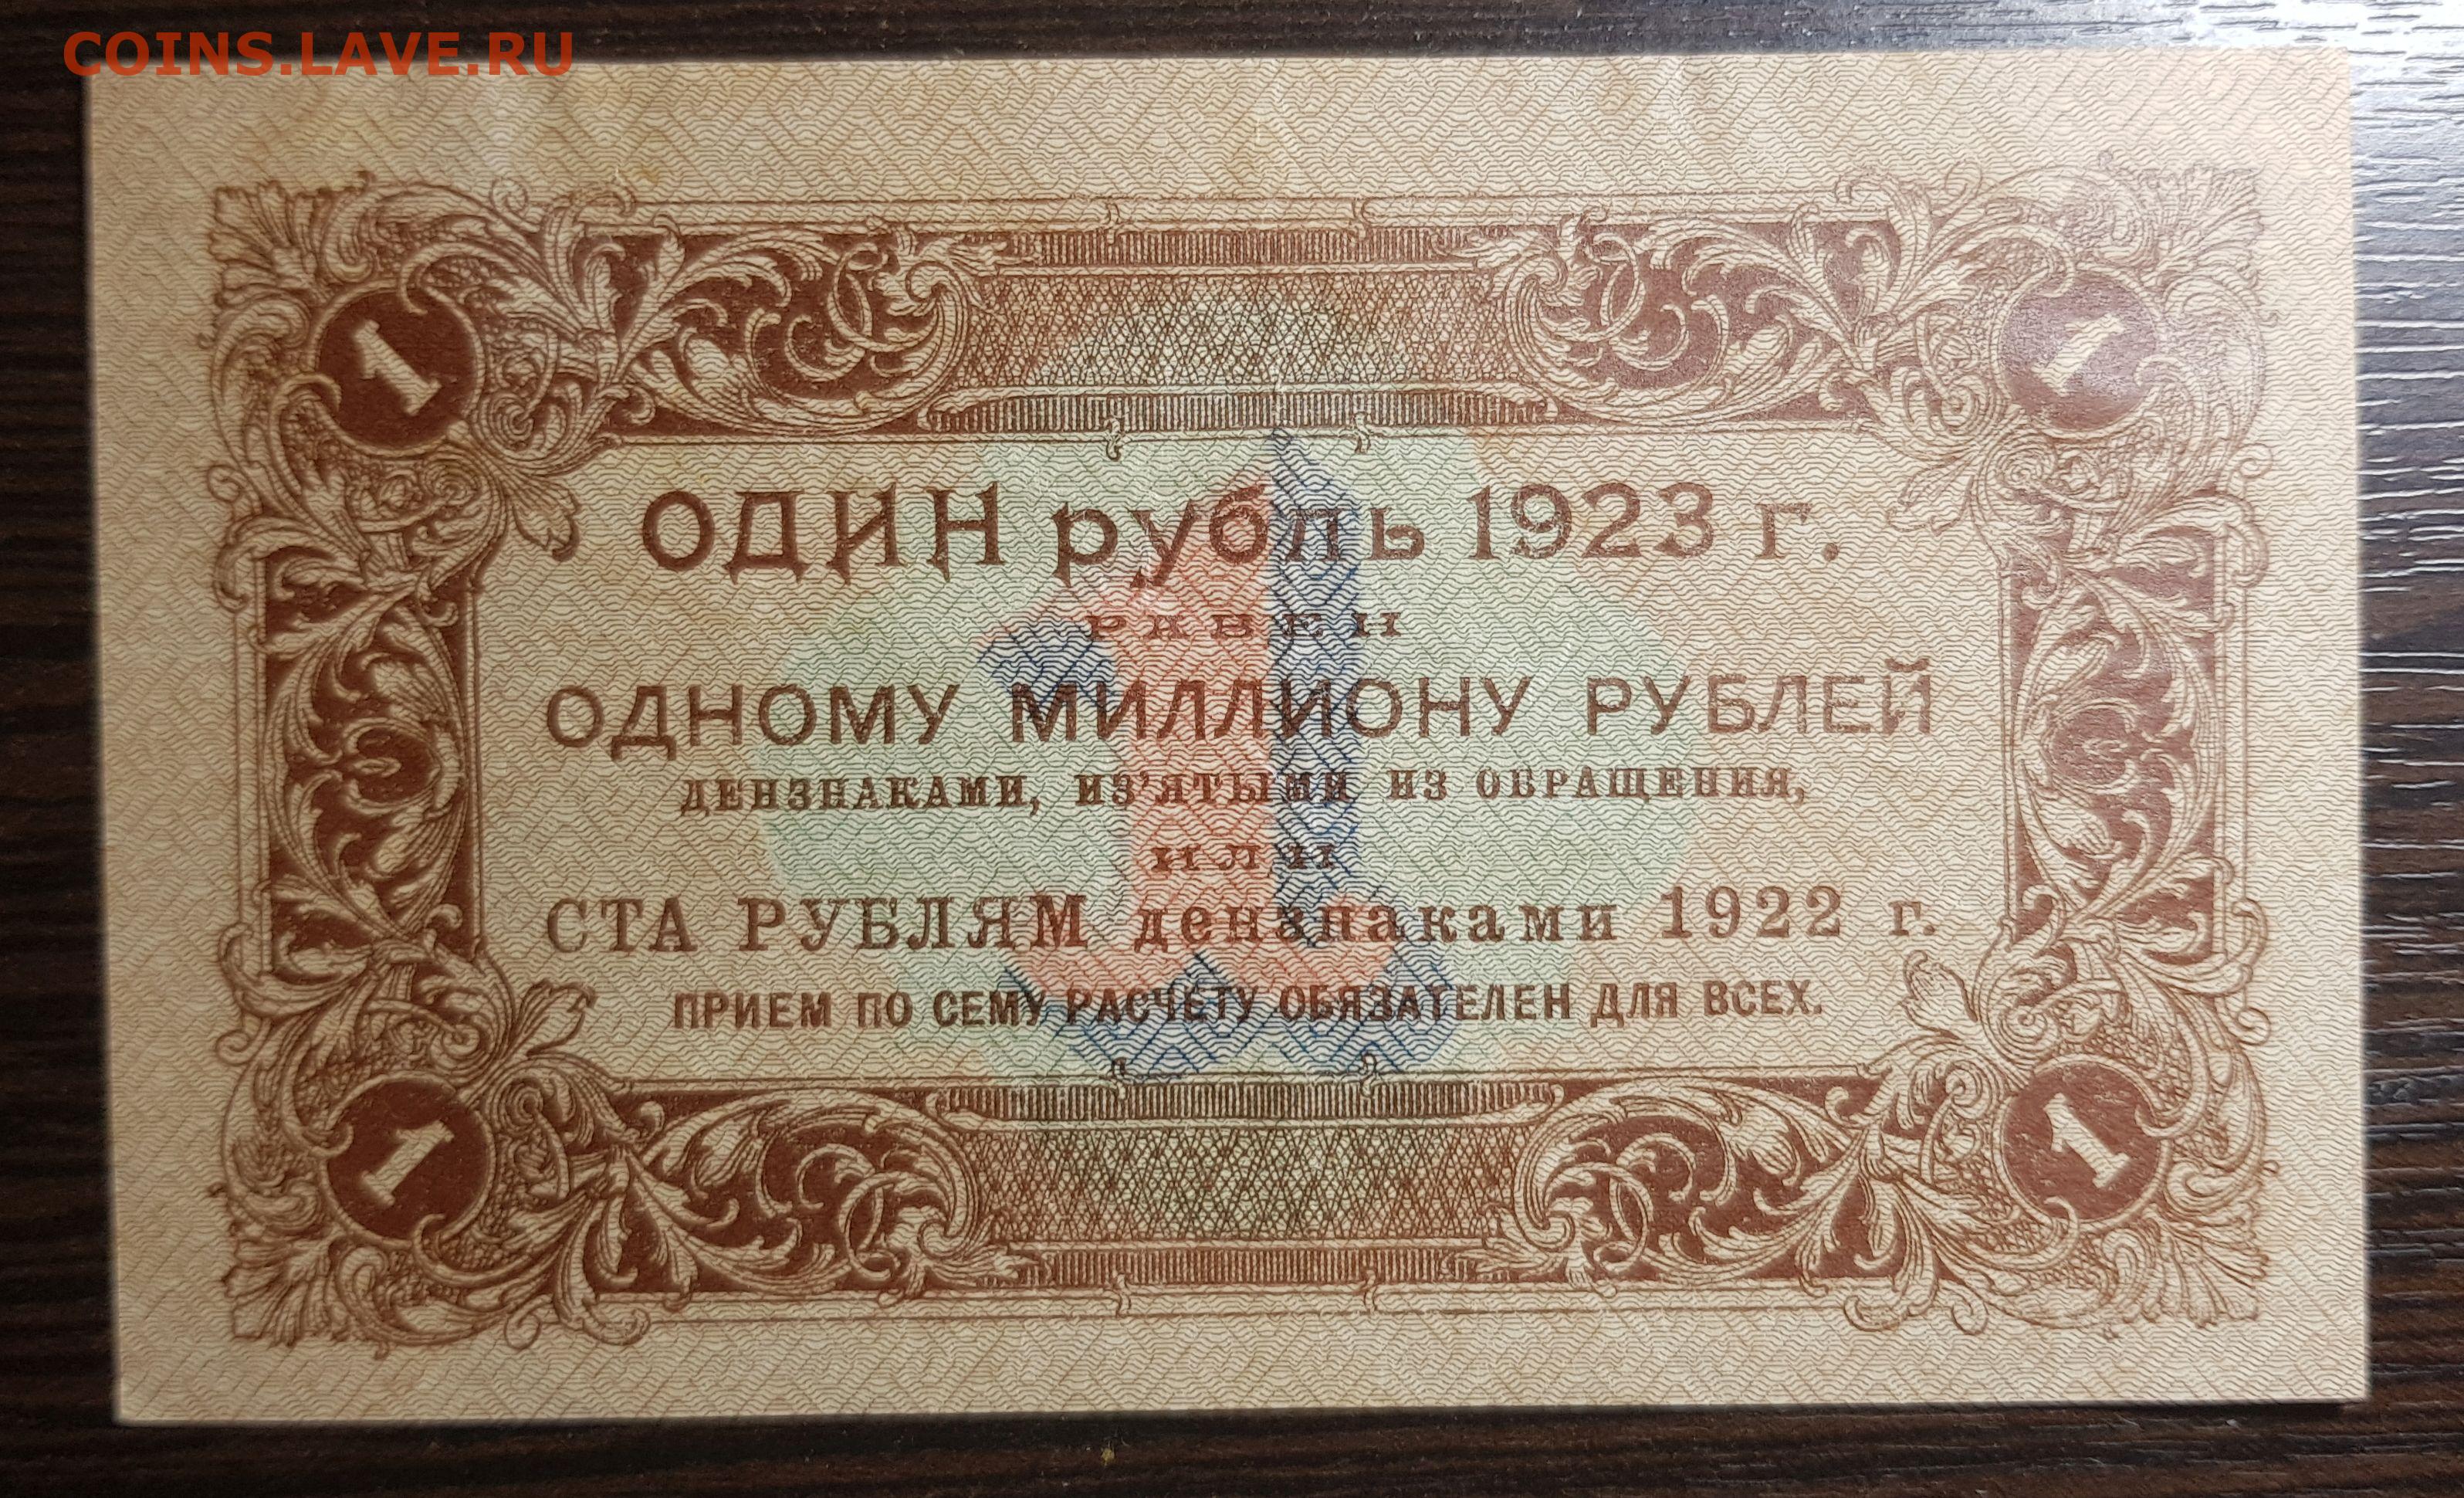 COINS.LAVE.RU
1 1
ОДИН рубль 1923 г.
РАВЕН
ОДНОМУ МИЛЛИОНУ РУБЛЕЙ
ДЕНЗНАКАМИ, ИЗ'ЯТЫМИ ИЗ ОБРАЩЕНИЯ,
ИЛИ
СТА РУБЛЯМ дензнаками 1922 г.
ПРИЕМ ПО СЕМУ РАСЧЕТУ ОБЯЗАТЕЛЕН ДЛЯ ВСЕХ.
1
1 1